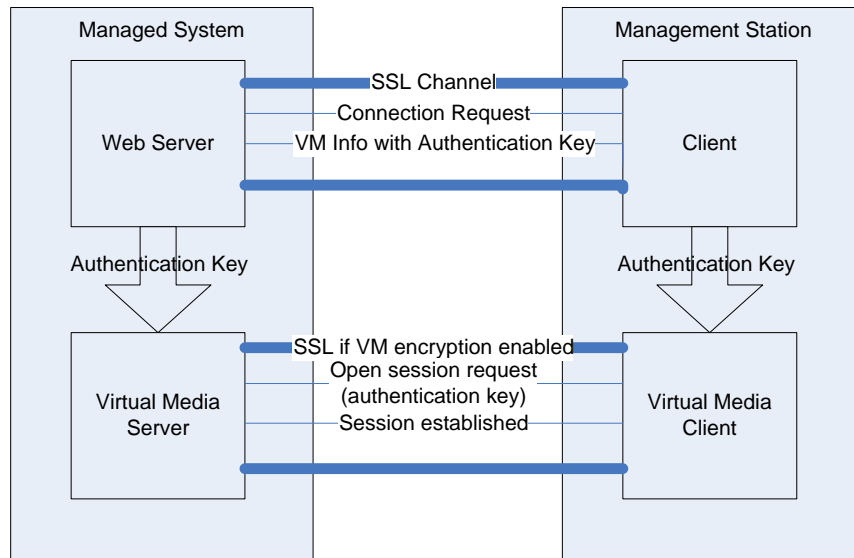 Managed System
Management Station
SSL Channel
Connection Request
Web Server
VM Info with Authentication Key
Client
Authentication Key
Authentication Key
SSL if VM encryption enabled
Open session request
(authentication key)
Virtual Media
Server
Session established
Virtual Media
Client